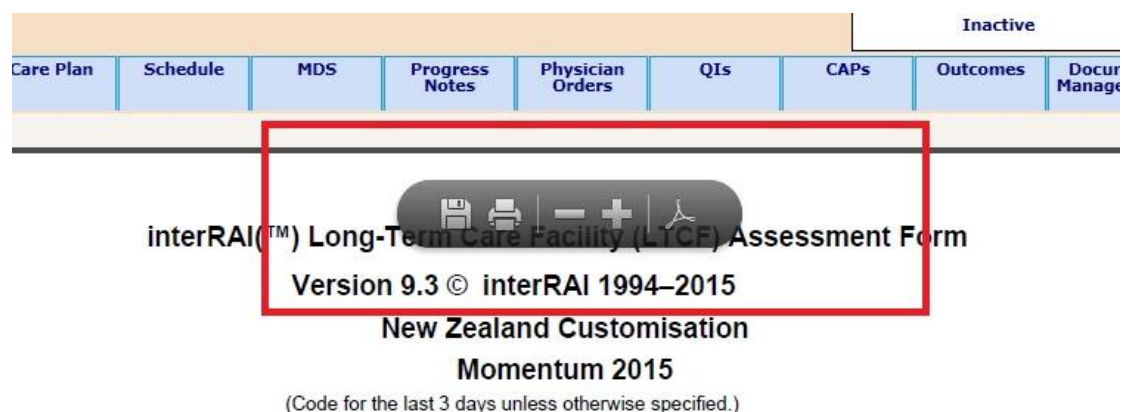 Inactive
Care Plan Schedule MDS Progress Notes Physician Orders QIs CAPs Outcomes Docur Manage
interRAI(™) Long-Term Care Facility (LTCF) Assessment Form
Version 9.3 © interRAI 1994–2015
New Zealand Customisation
Momentum 2015
(Code for the last 3 days unless otherwise specified.)